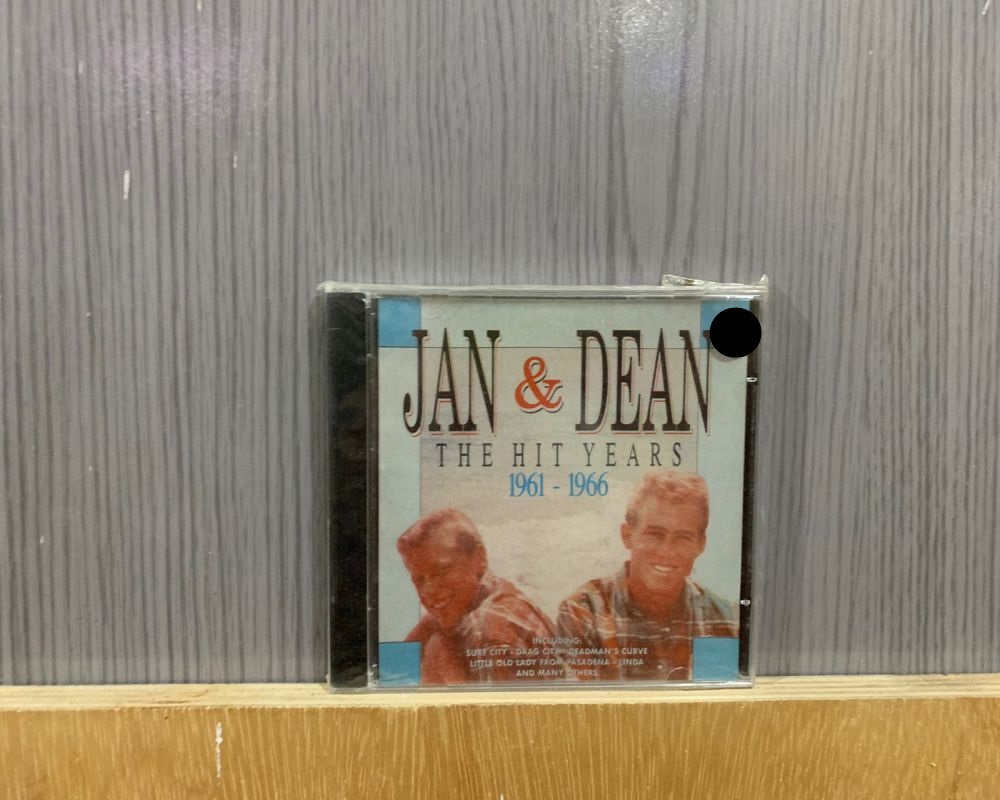 JAN & DEAN
THE HIT YEARS
1961 - 1966
INCLUDING:
SURF CITY - DRAG CITY - DEADMAN'S CURVE
LITTLE OLD LADY FROM PASADENA - LINDA
AND MANY OTHERS